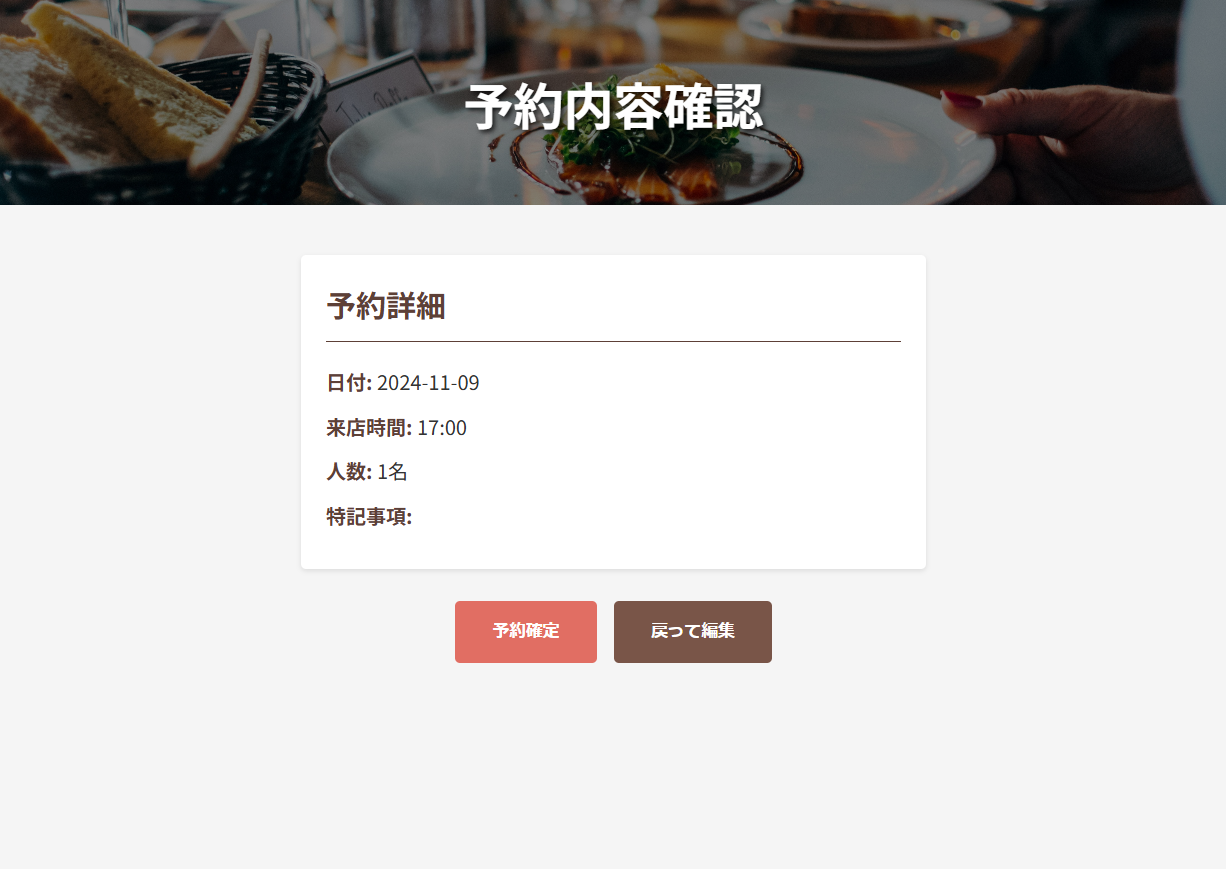 予約内容確認
予約詳細
日付: 2024-11-09
来店時間: 17:00
人数: 1名
特記事項:
予約確定
戻って編集